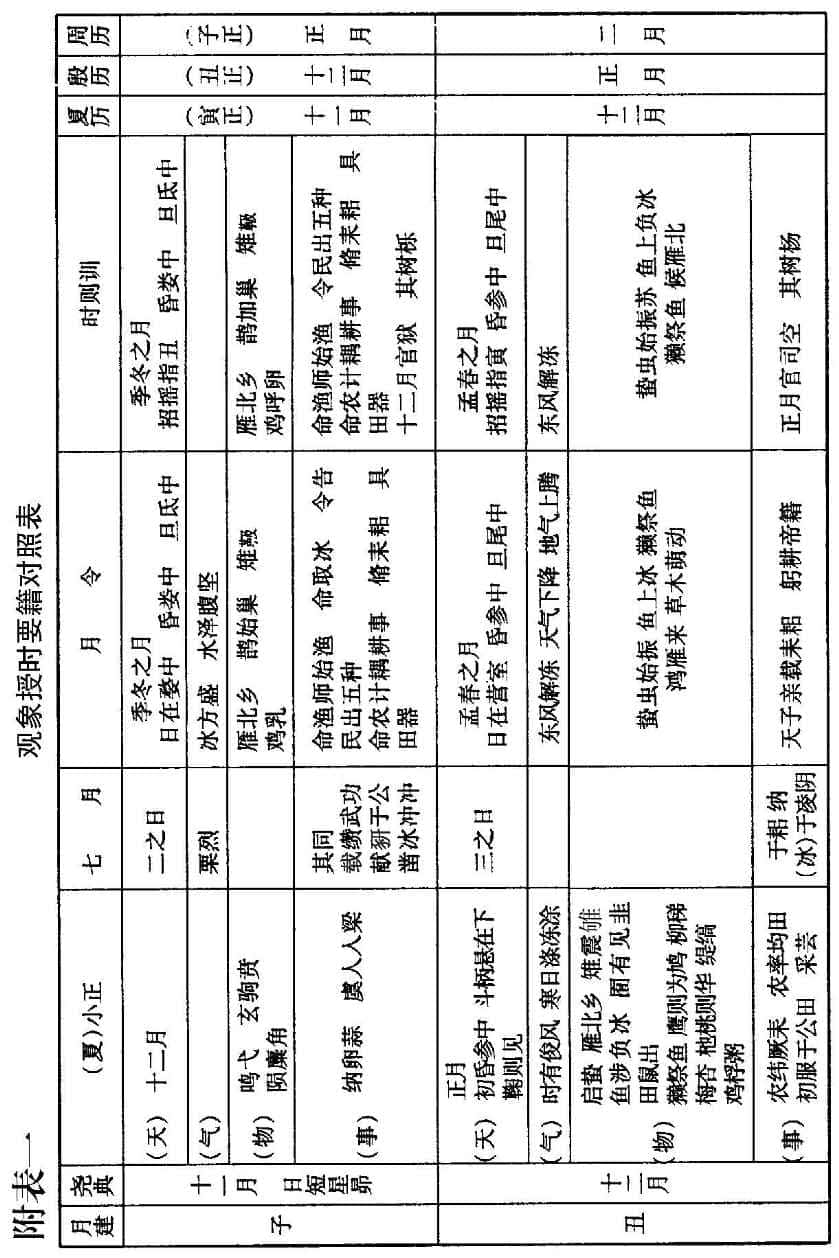 附表一
观象授时要籍对照表
月建 尧典 (夏)小正 七月 月令 时则训 夏历 殷历 周历
子
十一月 日短星昴
(天) 十二月
二之日
季冬之月
日在婺中 昏娄中 旦氐中
季冬之月
招摇指丑 昏娄中 旦氐中
(寅正) 十一月
(丑正) 十二月
(子正) 正月
(气)
栗烈
冰方盛 水泽腹坚
(物)
鸣弋 玄驹贲
陨麋角
雁北乡 鹊始巢 雉雊
鸡乳
雁北乡 鹊加巢 雉雊
鸡呼卵
(事)
纳卵蒜 虞人入梁
其同
载缵武功
献豜于公
凿冰冲冲
命渔师始渔 命取冰 令告
民出五种
命农计耦耕事 脩耒耜 具
田器
命渔师始渔 令民出五种
命农计耦耕事 脩耒耜 具
田器
十二月官狱 其树栎
丑
十二月
(天)
正月
初昏参中 斗柄悬在下
鞠则见
三之日
孟春之月
日在营室 昏参中 旦尾中
孟春之月
招摇指寅 昏参中 旦尾中
十二月
正月
二月
(气) 时有俊风 寒日涤冻涂
东风解冻 天气下降 地气上腾
东风解冻
(物)
启蛰 雁北乡 雉震雊
鱼涉负冰 囿有见韭
田鼠出
獭祭鱼 鹰则为鸠 柳稊
梅杏杝桃则华 缇缟
鸡桴粥
蛰虫始振 鱼上冰 獭祭鱼
鸿雁来 草木萌动
蛰虫始振苏 鱼上负冰
獭祭鱼 候雁北
(事)
农纬厥耒 农率均田
初服于公田 采芸
于耜 纳
(冰)于凌阴
天子亲载耒耜 躬耕帝籍
正月官司空 其树杨